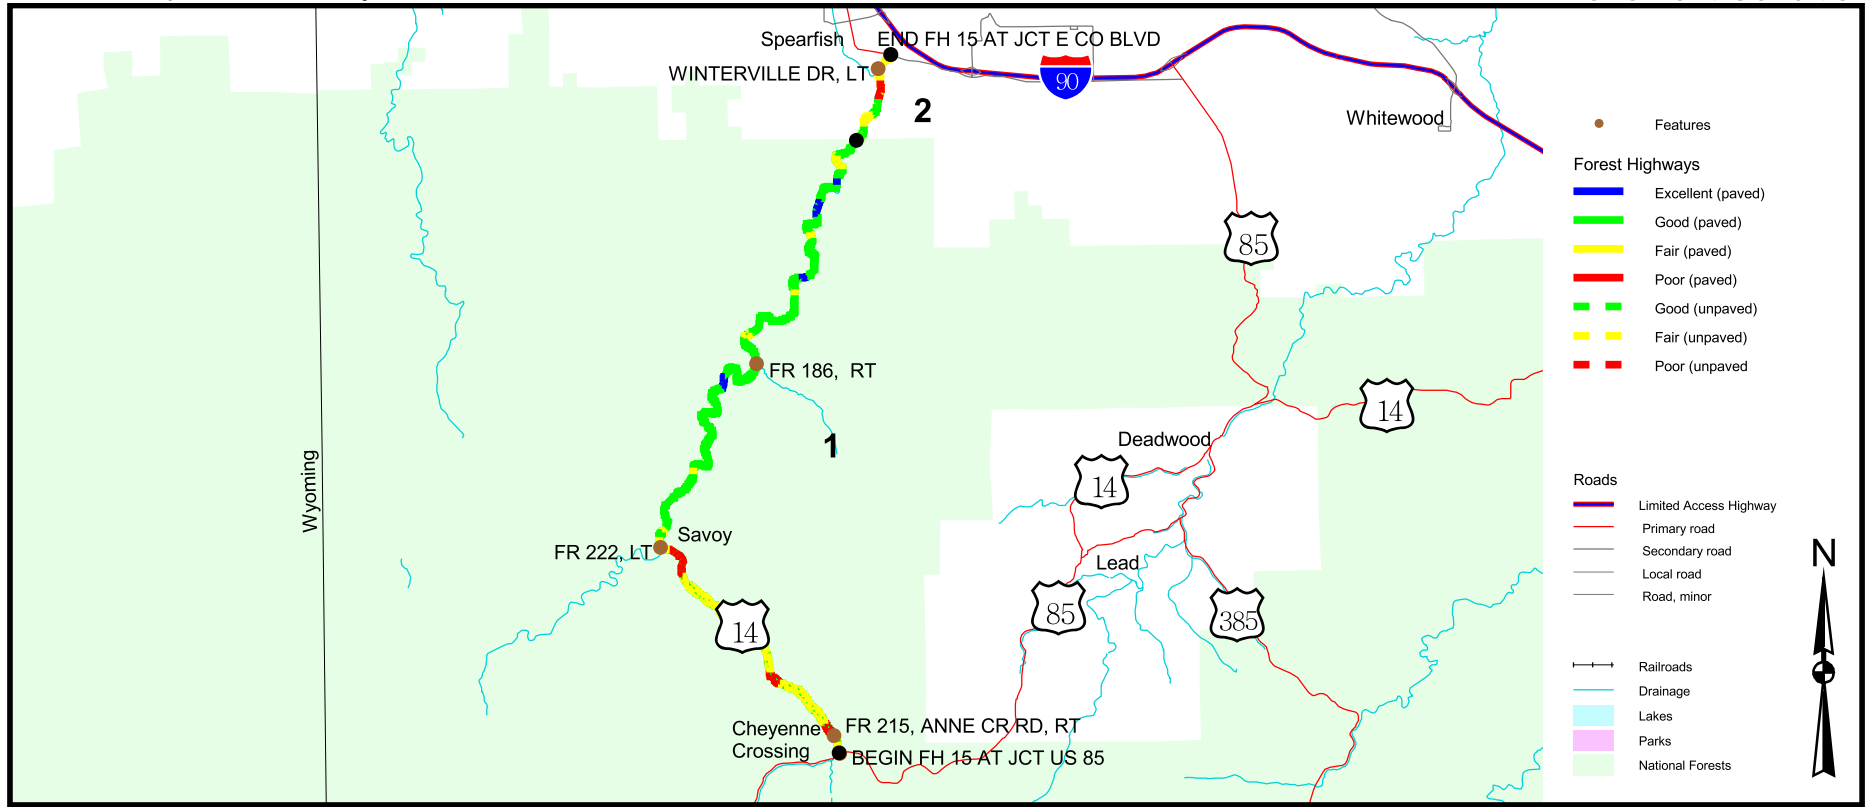 Spearfish
END FH 15 AT JCT E CO BLVD
WINTERVILLE DR, LT
90
2
Whitewood
85
FR 186,  RT
1
14
Deadwood
14
Wyoming
Savoy
FR 222, LT
Lead
85
385
14
Cheyenne
Crossing
FR 215, ANNE CR RD, RT
BEGIN FH 15 AT JCT US 85
Features
Forest Highways
Excellent (paved)
Good (paved)
Fair (paved)
Poor (paved)
Good (unpaved)
Fair (unpaved)
Poor (unpaved
Roads
Limited Access Highway
Primary road
Secondary road
Local road
Road, minor
N
Railroads
Drainage
Lakes
Parks
National Forests